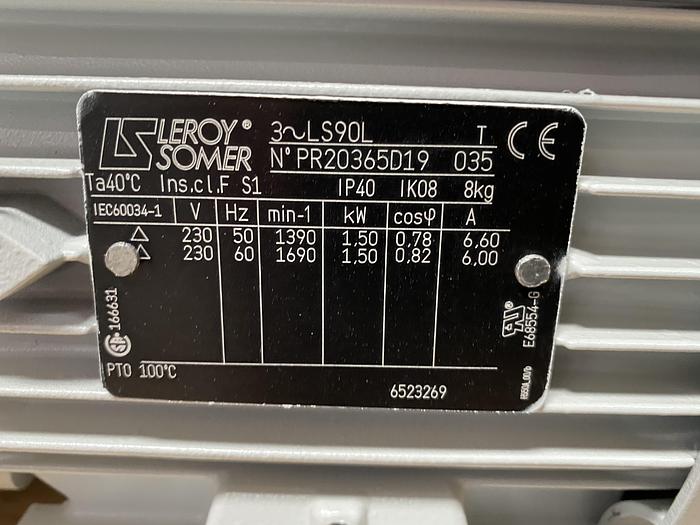 LS LEROY®
SOMER
3~LS90L T
N° PR20365D19 035
CE
Ta40°C Ins.cl.F S1 IP40 IK08 8kg
IEC60034-1 V Hz min-1 kW cosφ A
△ 230 50 1390 1,50 0,78 6,60
△ 230 60 1690 1,50 0,82 6,00
166631
E68554-G
PTO 100°C
6523269